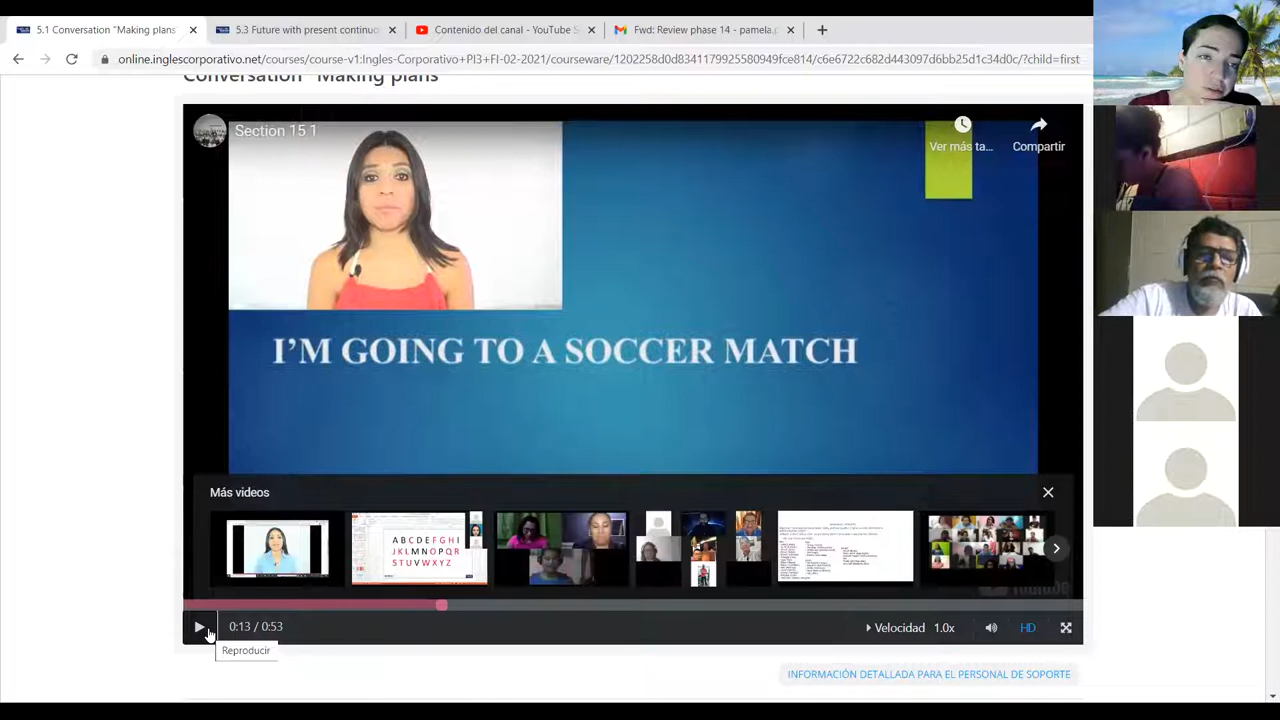 5.1 Conversation "Making plans
5.3 Future with present continuo
Contenido del canal - YouTube S
Fwd: Review phase 14 - pamela.
online.inglescorporativo.net/courses/course-v1:Ingles-Corporativo+PI3+FI-02-2021/courseware/1202258d0d8341179925580949fce814/c6e6722c682d443097d6bb25d1c34d0c/?child=first
Conversation "Making plans
Section 15 1
Ver más ta...
Compartir
I'M GOING TO A SOCCER MATCH
Más videos
A B C D E F G H I
J K L M N O P Q R
S T U V W X Y Z
0:13 / 0:53
Velocidad 1.0x
HD
Reproducir
INFORMACIÓN DETALLADA PARA EL PERSONAL DE SOPORTE